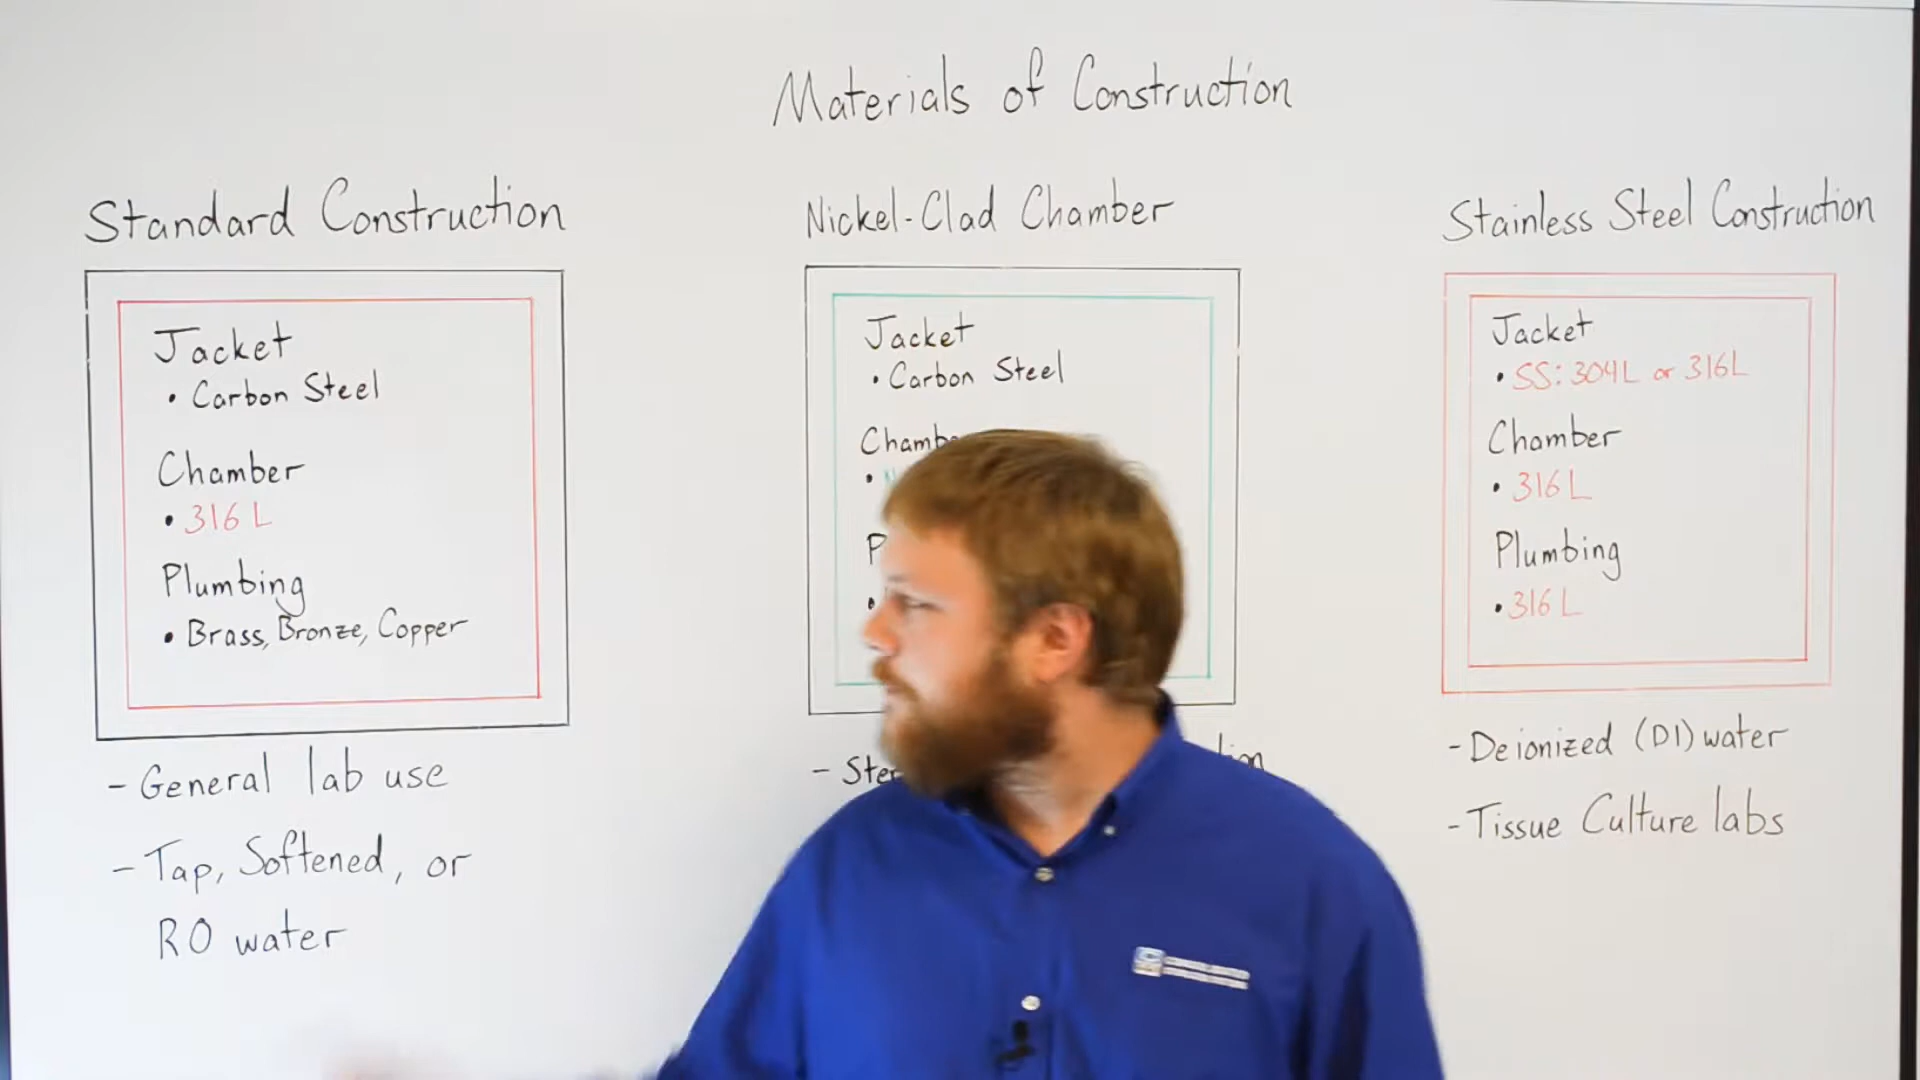 Materials of Construction
Standard Construction
Jacket
• Carbon Steel
Chamber
• 316 L
Plumbing
• Brass, Bronze, Copper
- General lab use
- Tap, Softened, or
RO water
Nickel-Clad Chamber
Jacket
• Carbon Steel
Stainless Steel Construction
Jacket
• SS: 304L or 316L
Chamber
• 316 L
Plumbing
• 316 L
- Deionized (DI) water
- Tissue Culture labs